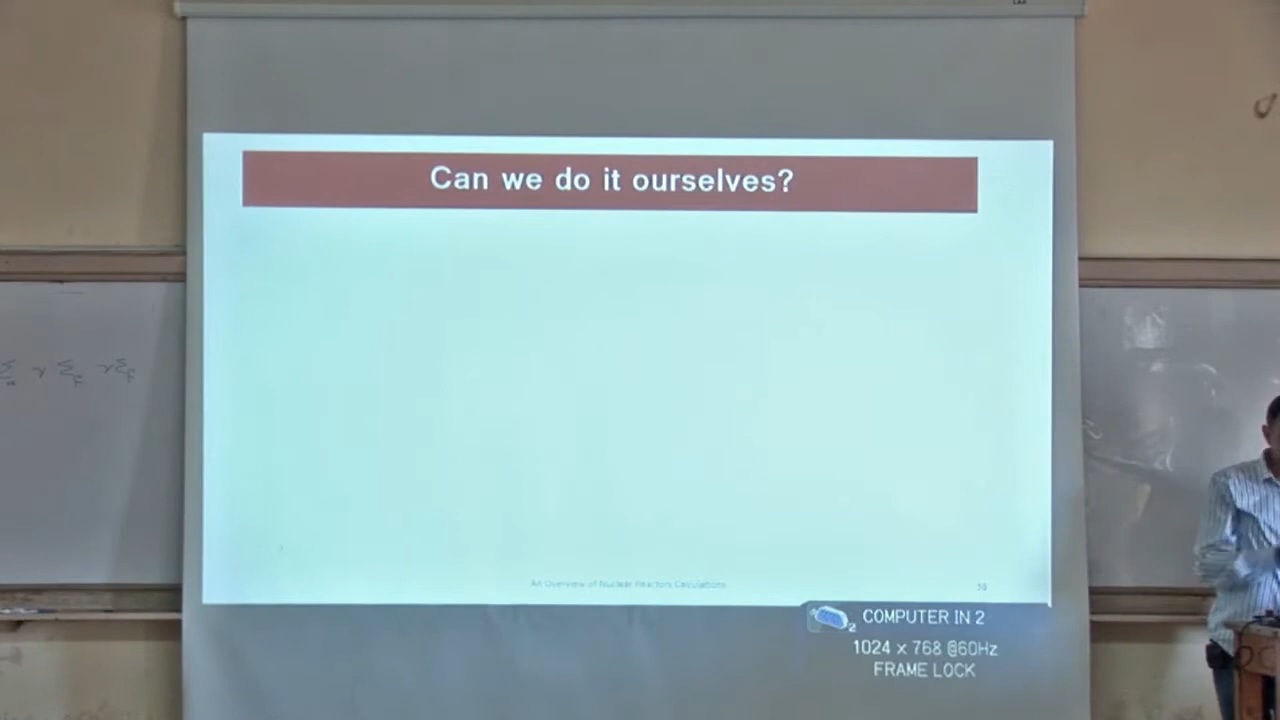 Can we do it ourselves?
An Overview of Nuclear Reactors Calculations
COMPUTER IN 2
1024 x 768 @60Hz
FRAME LOCK